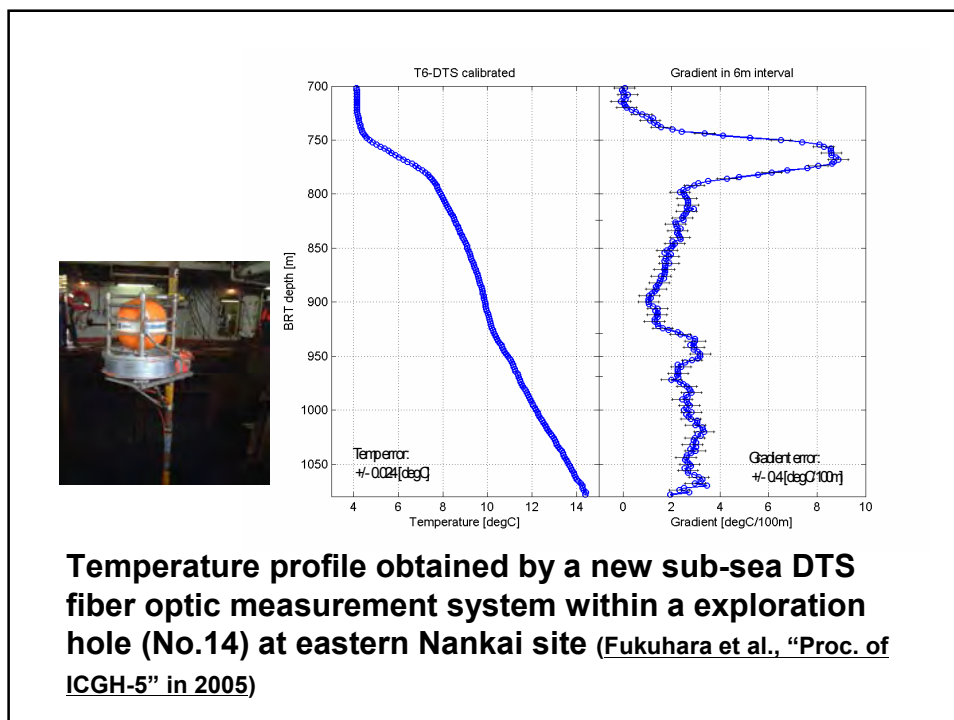 T6-DTS calibrated
Gradient in 6m interval
700
750
800
850
900
950
1000
1050
BRT depth [m]
Temp error:
+/- 0.024 [degC]
Gradient error:
+/- 0.4 [degC/100m]
4 6 8 10 12 14
0 2 4 6 8 10
Temperature [degC]
Gradient [degC/100m]
Temperature profile obtained by a new sub-sea DTS
fiber optic measurement system within a exploration
hole (No.14) at eastern Nankai site (Fukuhara et al., “Proc. of
ICGH-5” in 2005)